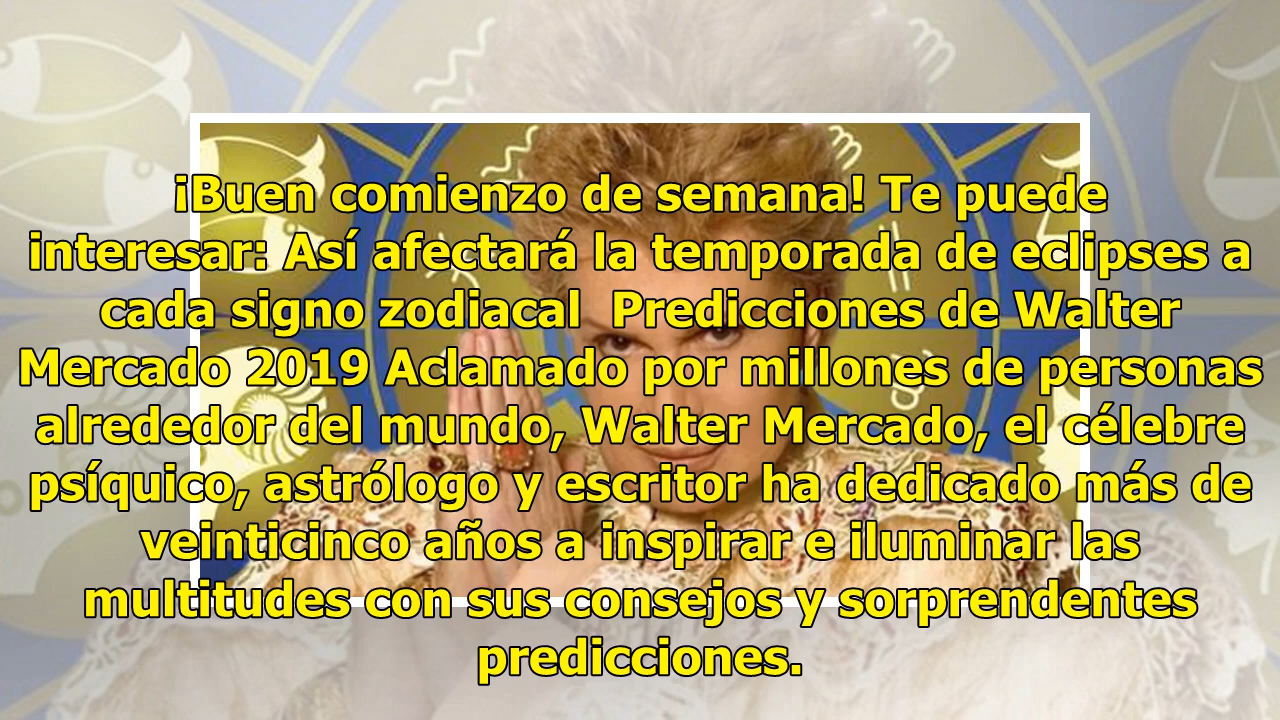 ¡Buen comienzo de semana! Te puede
interesar: Así afectará la temporada de eclipses a
cada signo zodiacal  Predicciones de Walter
Mercado 2019 Aclamado por millones de personas
alrededor del mundo, Walter Mercado, el célebre
psíquico, astrólogo y escritor ha dedicado más de
veinticinco años a inspirar e iluminar las
multitudes con sus consejos y sorprendentes
predicciones.